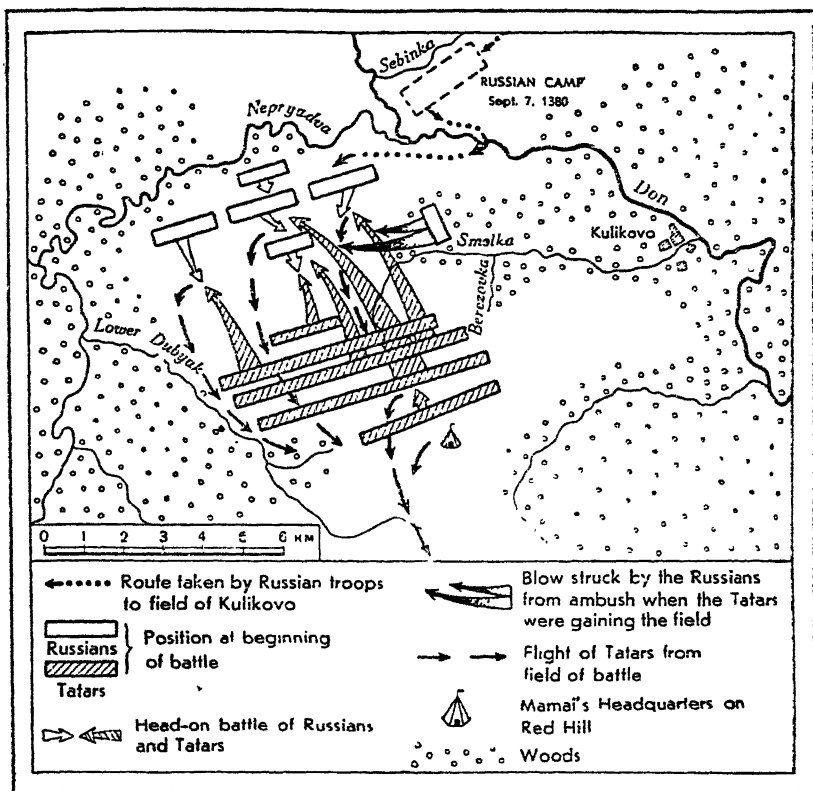 Sebinka
RUSSIAN CAMP
Sept. 7, 1380
Nepryadva
Don
Kulikovo
Smolka
Berezovka
Lower Dubyak
0 1 2 3 4 5 6 KM
Route taken by Russian troops
to field of Kulikovo
Russians
Tatars
Position at beginning
of battle
Head-on battle of Russians
and Tatars
Blow struck by the Russians
from ambush when the Tatars
were gaining the field
Flight of Tatars from
field of battle
Mamai's Headquarters on
Red Hill
Woods